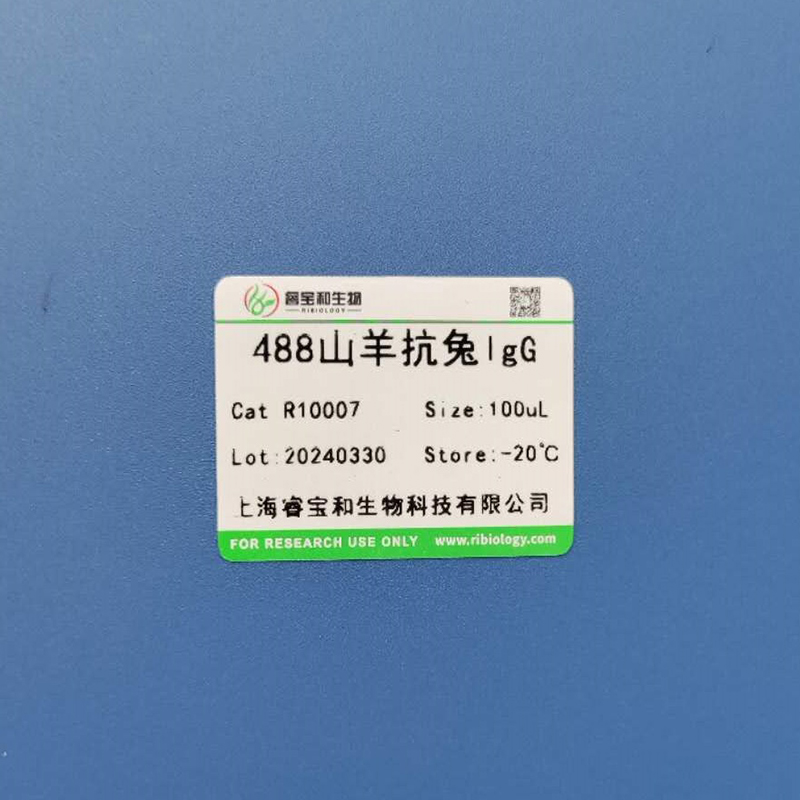 睿宝和生物
RIBIOLOGY
488山羊抗兔IgG
Cat R10007 Size:100uL
Lot:20240330 Store:-20℃
上海睿宝和生物科技有限公司
FOR RESEARCH USE ONLY www.ribiology.com